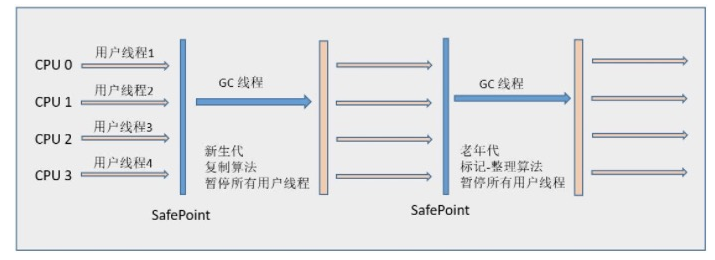 CPU 0
用户线程1
CPU 1
用户线程2
CPU 2
用户线程3
CPU 3
用户线程4
GC 线程
新生代
复制算法
暂停所有用户线程
SafePoint
GC 线程
老年代
标记-整理算法
暂停所有用户线程
SafePoint